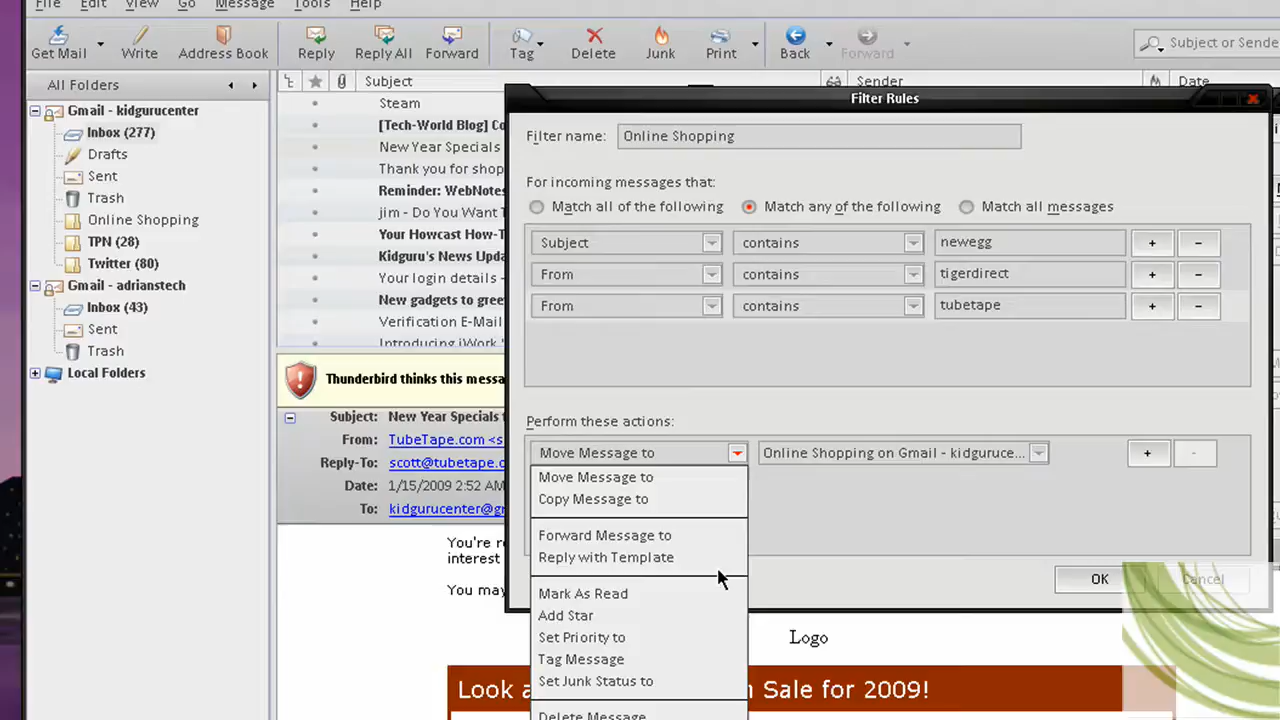 File Edit View Go Message Tools Help
Get Mail Write Address Book Reply Reply All Forward Tag Delete Junk Print Back Forward Subject or Sende
All Folders
Gmail - kidgurucenter
Inbox (277)
Drafts
Sent
Trash
Online Shopping
TPN (28)
Twitter (80)
Gmail - adrianstech
Inbox (43)
Sent
Trash
Local Folders
Subject Sender Date
Steam
[Tech-World Blog] Co
New Year Specials
Thank you for shop
Reminder: WebNotes
jim - Do You Want T
Your Howcast How-T
Kidguru's News Upda
Your login details -
New gadgets to gree
Verification E-Mail
Introducing iWork '
Thunderbird thinks this messa
Subject: New Year Specials
From: TubeTape.com <s
Reply-To: scott@tubetape.c
Date: 1/15/2009 2:52 AM
To: kidgurucenter@g
You're r
interest
You may
Logo
Look a
n Sale for 2009!
Filter Rules
Filter name: Online Shopping
For incoming messages that:
Match all of the following Match any of the following Match all messages
Subject contains newegg + -
From contains tigerdirect + -
From contains tubetape + -
Perform these actions:
Move Message to Online Shopping on Gmail - kidguruce... + -
Move Message to
Copy Message to
Forward Message to
Reply with Template
Mark As Read
Add Star
Set Priority to
Tag Message
Set Junk Status to
Delete Message
OK Cancel